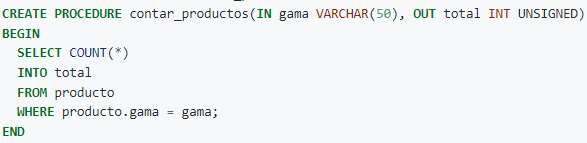 CREATE PROCEDURE contar_productos(IN gama VARCHAR(50), OUT total INT UNSIGNED)
BEGIN
  SELECT COUNT(*)
  INTO total
  FROM producto
  WHERE producto.gama = gama;
END